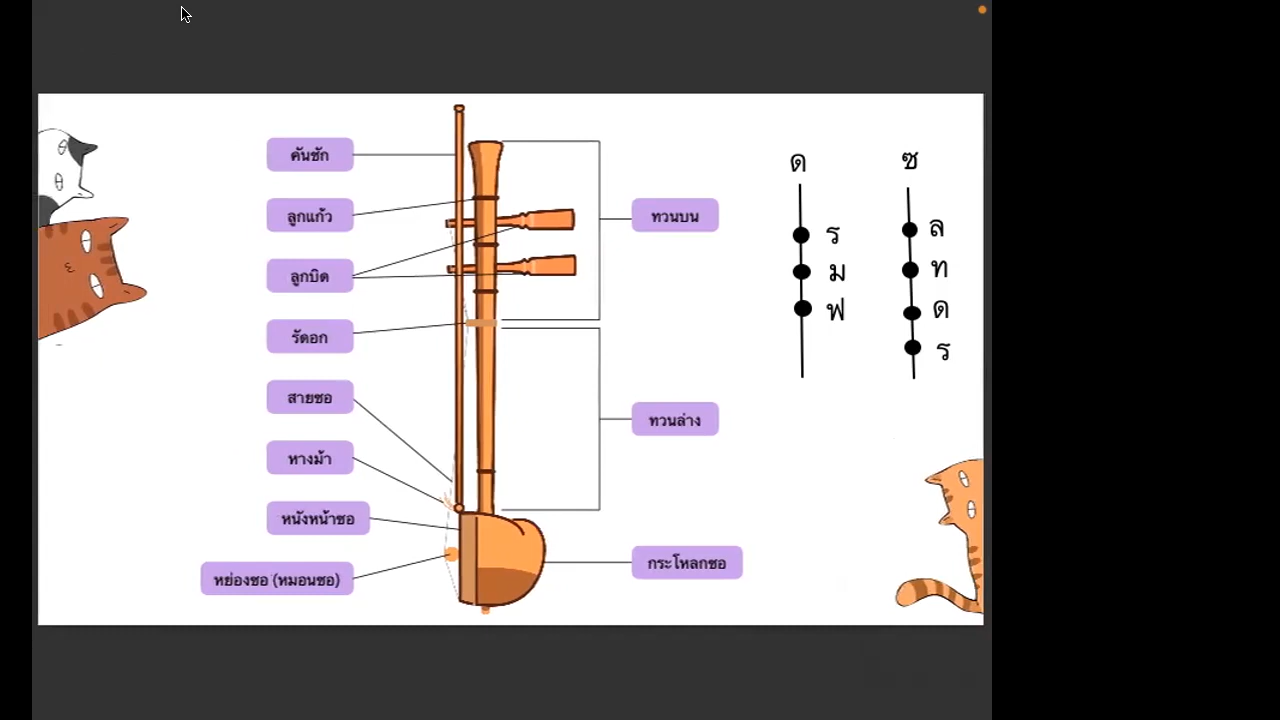 คันชัก
ลูกแก้ว
ลูกบิด
รัดอก
สายซอ
หางม้า
หนังหน้าซอ
หย่องซอ (หมอนซอ)
ทวนบน
ทวนล่าง
กระโหลกซอ
ด
ร
ม
ฟ
ซ
ล
ท
ด
ร